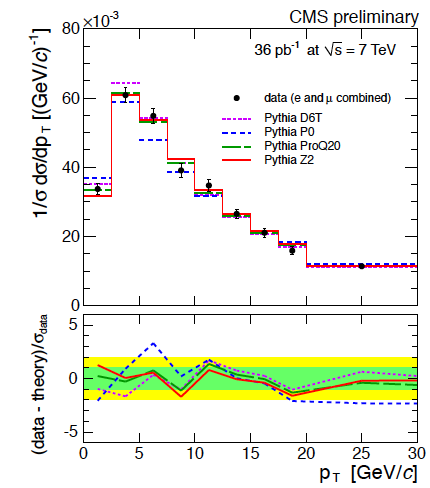 CMS preliminary
80 ×10⁻³
36 pb⁻¹ at √s = 7 TeV
60
data (e and μ combined)
Pythia D6T
Pythia P0
Pythia ProQ20
Pythia Z2
40
20
0
1/σ dσ/dp_T [(GeV/c)⁻¹]
5
0
-5
(data - theory)/σ_data
0 5 10 15 20 25 30
p_T [GeV/c]